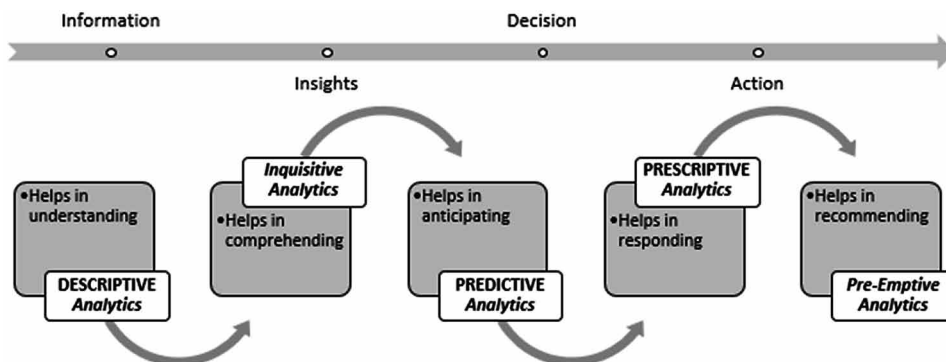 Information
Decision
Insights
Action
•Helps in
understanding
DESCRIPTIVE
Analytics
Inquisitive
Analytics
•Helps in
comprehending
•Helps in
anticipating
PREDICTIVE
Analytics
PRESCRIPTIVE
Analytics
•Helps in
responding
•Helps in
recommending
Pre-Emptive
Analytics